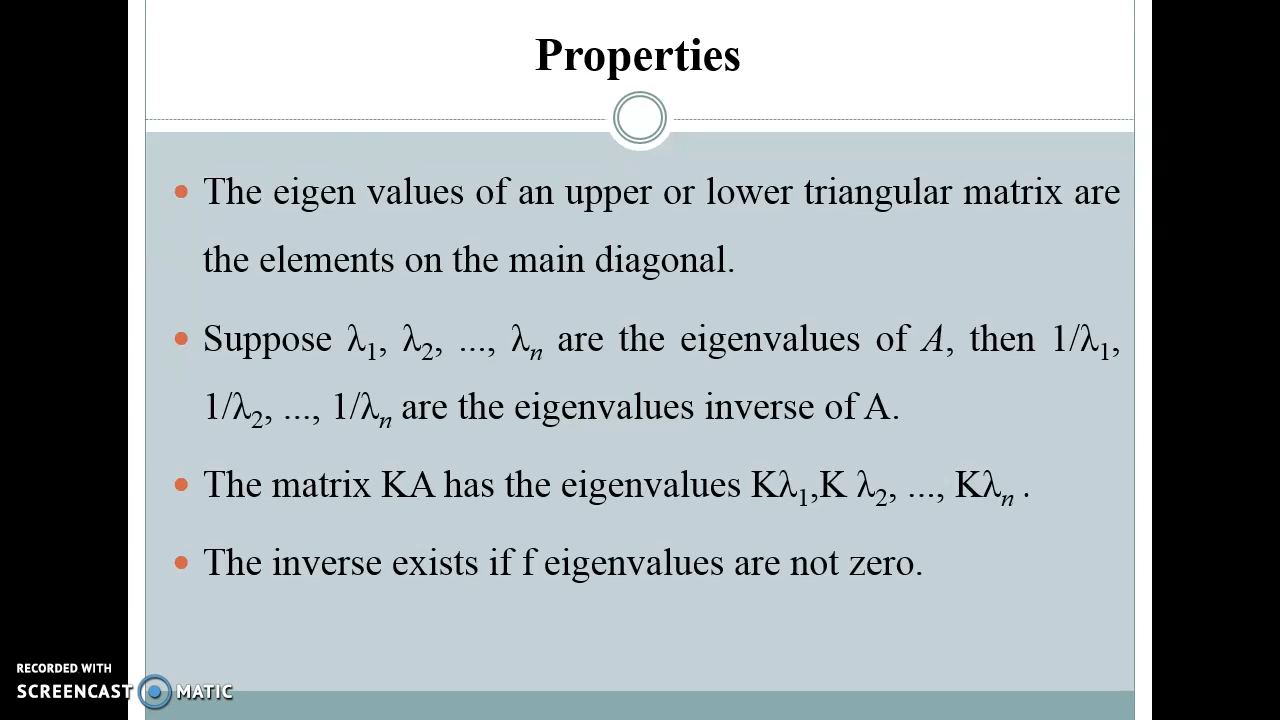 Properties
• The eigen values of an upper or lower triangular matrix are
the elements on the main diagonal.
• Suppose λ₁, λ₂, ..., λₙ are the eigenvalues of A, then 1/λ₁,
1/λ₂, ..., 1/λₙ are the eigenvalues inverse of A.
• The matrix KA has the eigenvalues Kλ₁,K λ₂, ..., Kλₙ .
• The inverse exists if f eigenvalues are not zero.
RECORDED WITH
SCREENCAST MATIC